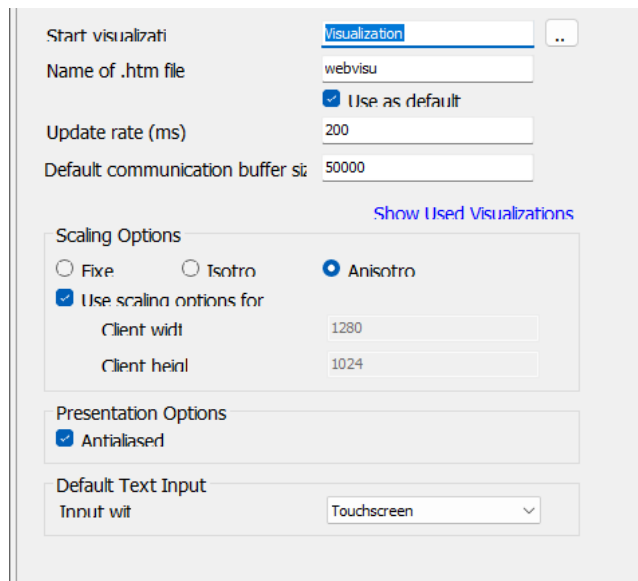 Start visualizati Visualization ..
Name of .htm file webvisu
Use as default
Update rate (ms) 200
Default communication buffer siz 50000
Show Used Visualizations
Scaling Options
Fixe Isotro Anisotro
Use scaling options for
Client widt 1280
Client heigl 1024
Presentation Options
Antialiased
Default Text Input
Input wit Touchscreen